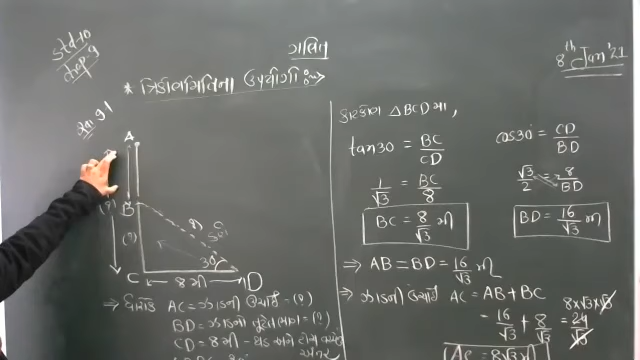 Std-10
chap-9
ગણિત
8th Jan'21
* ત્રિકોણમિતિના ઉપયોગો :~>
A
B
(?)
(?)
30°
C ← 8 મી → D
⇒ ધારોકે AC = ઝાડની ઊંચાઈ - (?)
BD = ઝાડનો તૂટેલ ભાગ = (?)
CD = 8 મી -
કાટકોણ △BCD માં,
tan30 = BC/CD
1/√3 = BC/8
BC = 8/√3 મી
cos30° = CD/BD
√3/2 = 8/BD
BD = 16/√3 મી
⇒ AB = BD = 16/√3 મી
⇒ ઝાડની ઊંચાઈ AC = AB + BC
= 16/√3 + 8/√3 = 24/√3
8×√3×√3
AC = 8√3 મી